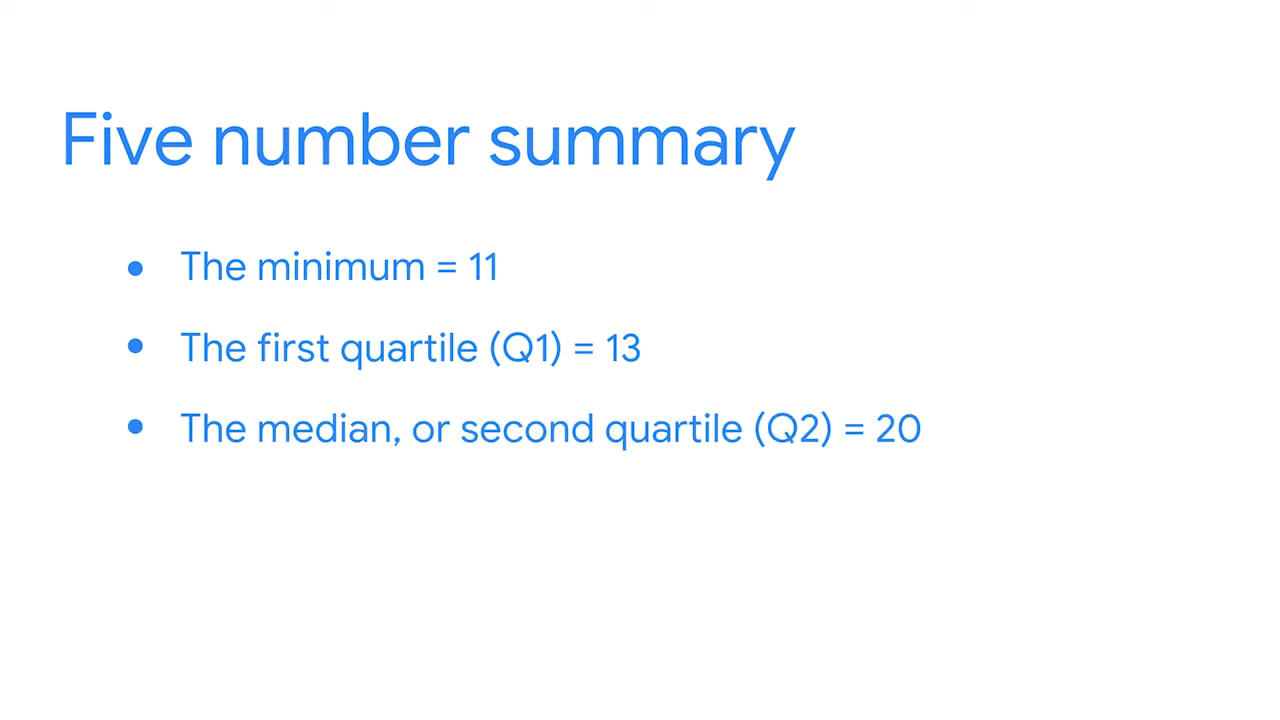 Five number summary
• The minimum = 11
• The first quartile (Q1) = 13
• The median, or second quartile (Q2) = 20